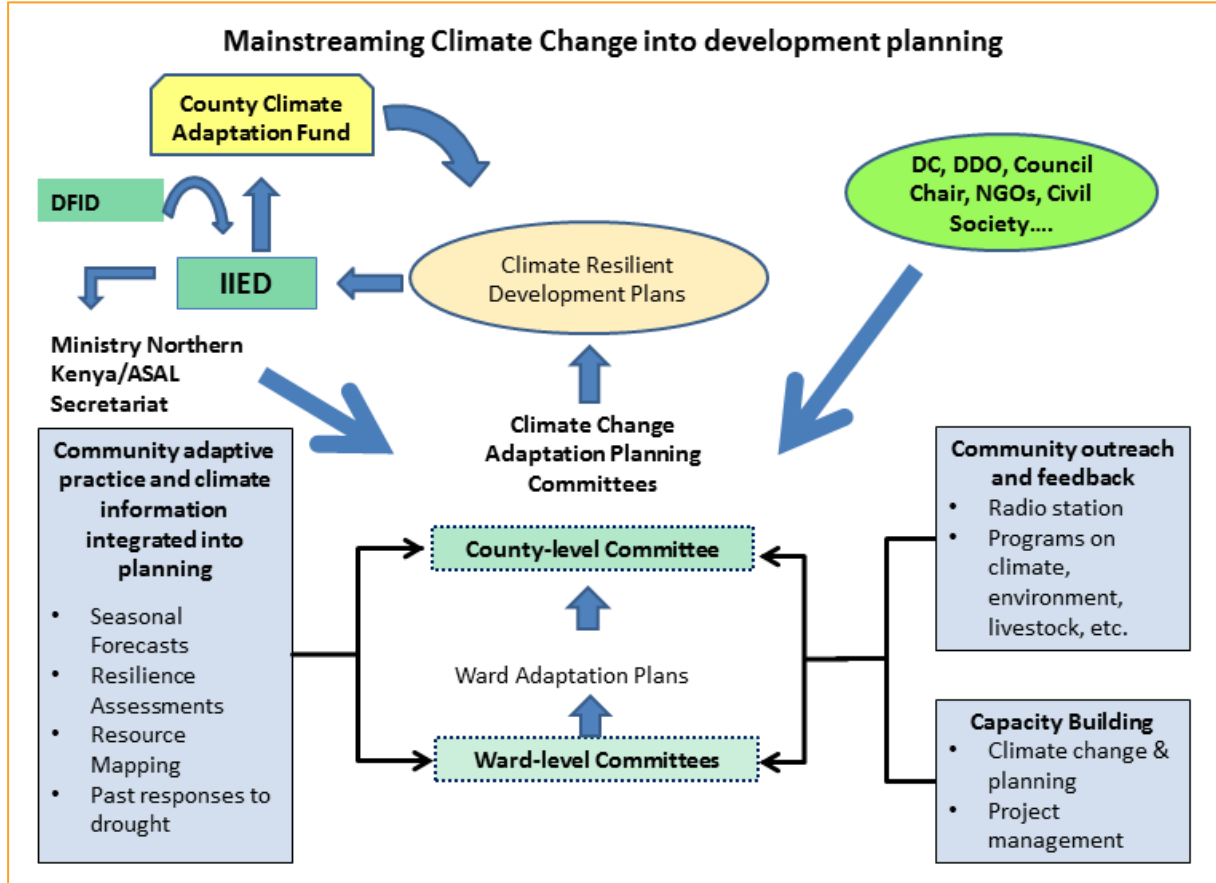 Mainstreaming Climate Change into development planning
County Climate
Adaptation Fund
DFID
IIED
Climate Resilient
Development Plans
DC, DDO, Council
Chair, NGOs, Civil
Society....
Ministry Northern
Kenya/ASAL
Secretariat
Climate Change
Adaptation Planning
Committees
Community adaptive
practice and climate
information
integrated into
planning
• Seasonal
Forecasts
• Resilience
Assessments
• Resource
Mapping
• Past responses to
drought
County-level Committee
Ward Adaptation Plans
Ward-level Committees
Community outreach
and feedback
• Radio station
• Programs on
climate,
environment,
livestock, etc.
Capacity Building
• Climate change &
planning
• Project
management